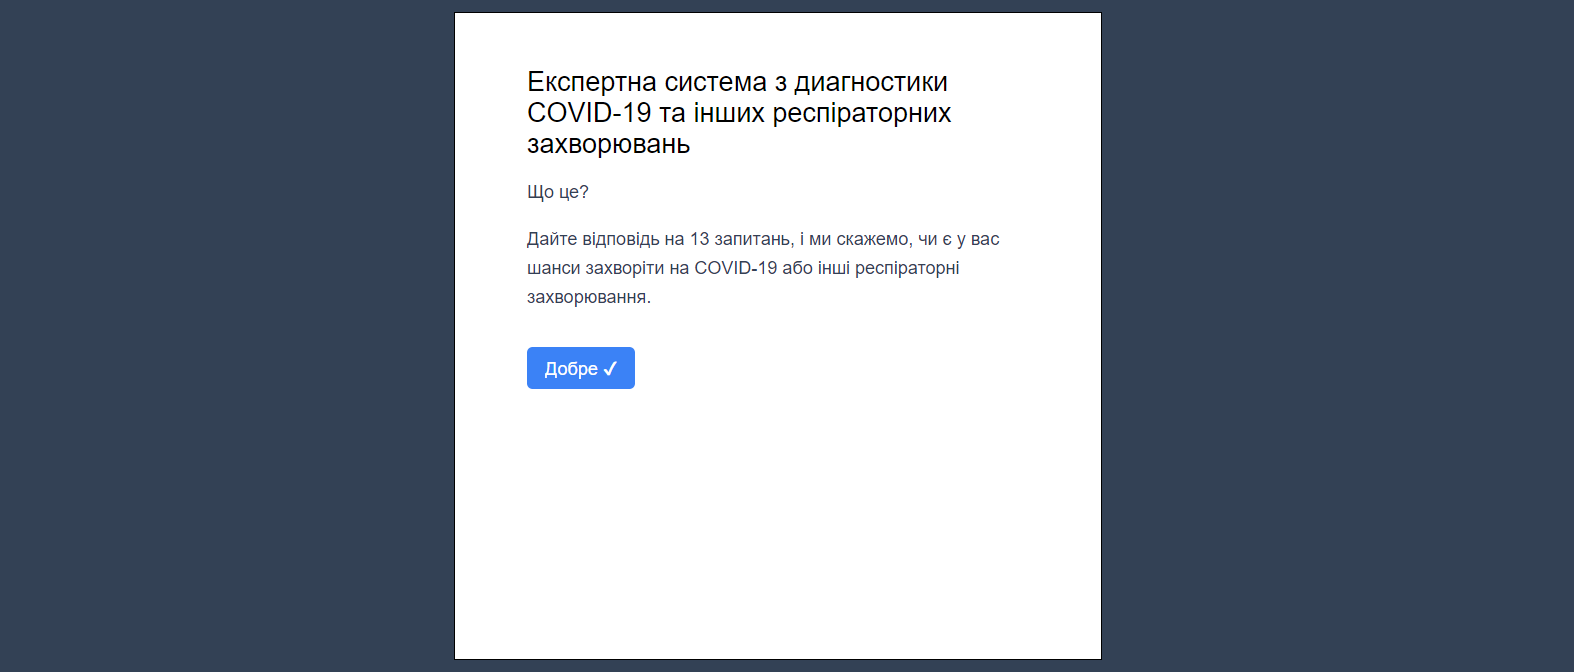 Експертна система з диагностики
COVID-19 та інших респіраторних
захворювань
Що це?
Дайте відповідь на 13 запитань, і ми скажемо, чи є у вас
шанси захворіти на COVID-19 або інші респіраторні
захворювання.
Добре ✓